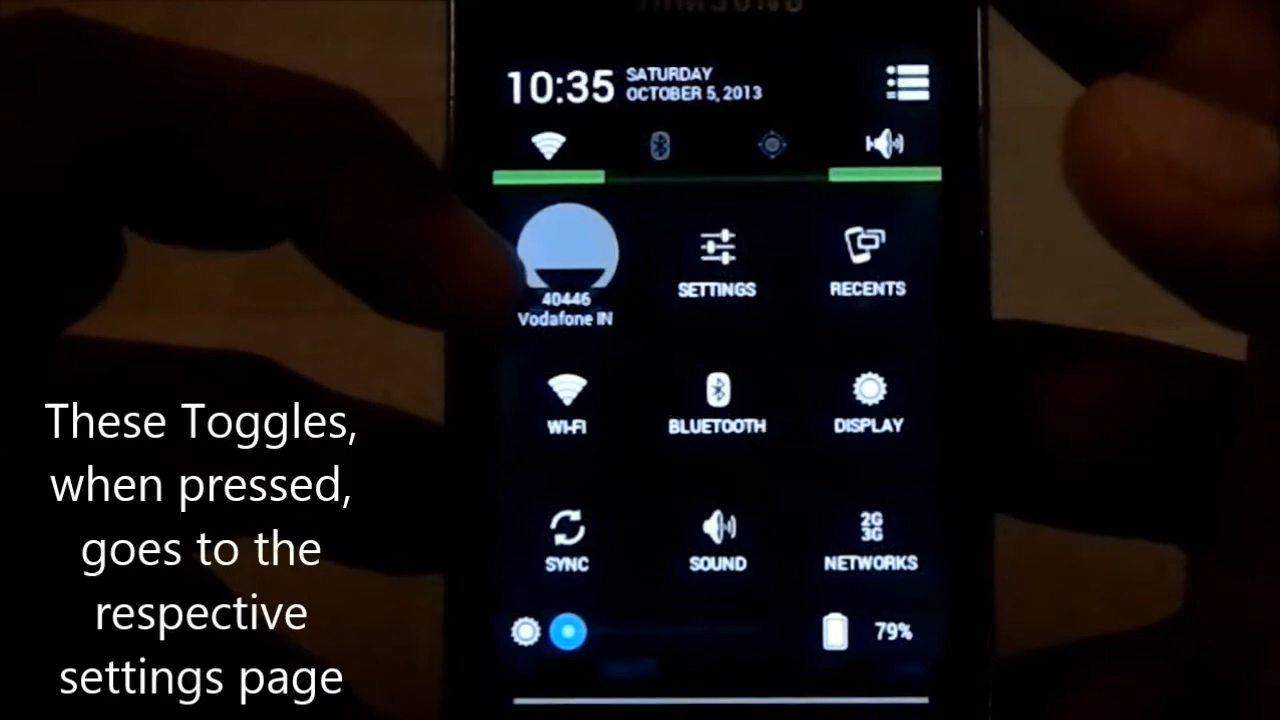 SAMSUNG
10:35
SATURDAY
OCTOBER 5, 2013
40446
Vodafone IN
SETTINGS
RECENTS
WI-FI
BLUETOOTH
DISPLAY
SYNC
SOUND
2G
3G
NETWORKS
79%
These Toggles,
when pressed,
goes to the
respective
settings page